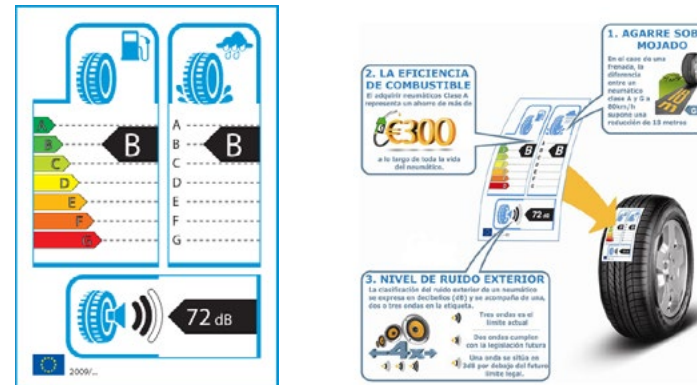 A
B
C
D
E
F
G
B
A
B
C
D
E
F
G
B
72 dB
2009/..
1. AGARRE SOB
MOJADO
En el caso de una
frenada, la
diferencia
entre un
neumático
clase A y G a
80km/h
supone una
reducción de 18 metros
2. LA EFICIENCIA
DE COMBUSTIBLE
El adquirir neumáticos Clase A
representa un ahorro de más de
€300
a lo largo de toda la vida
del neumático.
B
B
72 dB
3. NIVEL DE RUIDO EXTERIOR
La clasificación del ruido exterior de un neumático
se expresa en decibelios (dB) y se acompaña de una,
dos o tres ondas en la etiqueta.
4x
Tres ondas es el
límite actual
Dos ondas cumplen
con la legislación futura
Una onda se sitúa en
3dB por debajo del futuro
límite legal.